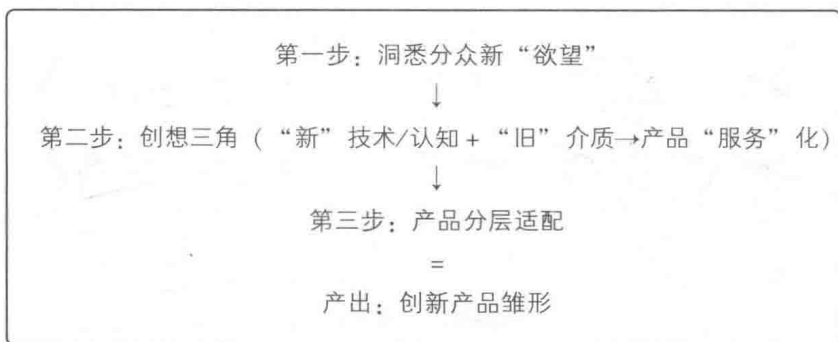 第一步：洞悉分众新“欲望”
↓
第二步：创想三角（“新”技术/认知+“旧”介质→产品“服务”化）
↓
第三步：产品分层适配
=
产出：创新产品雏形